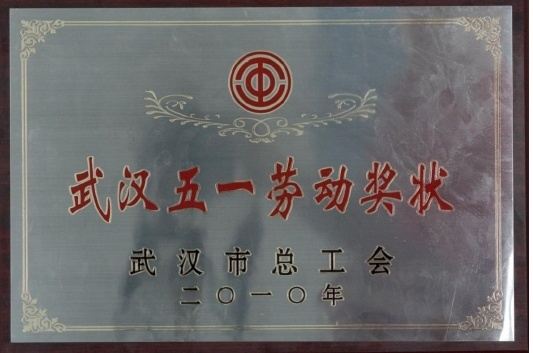 武汉五一劳动奖状
武汉市总工会
二〇一〇年